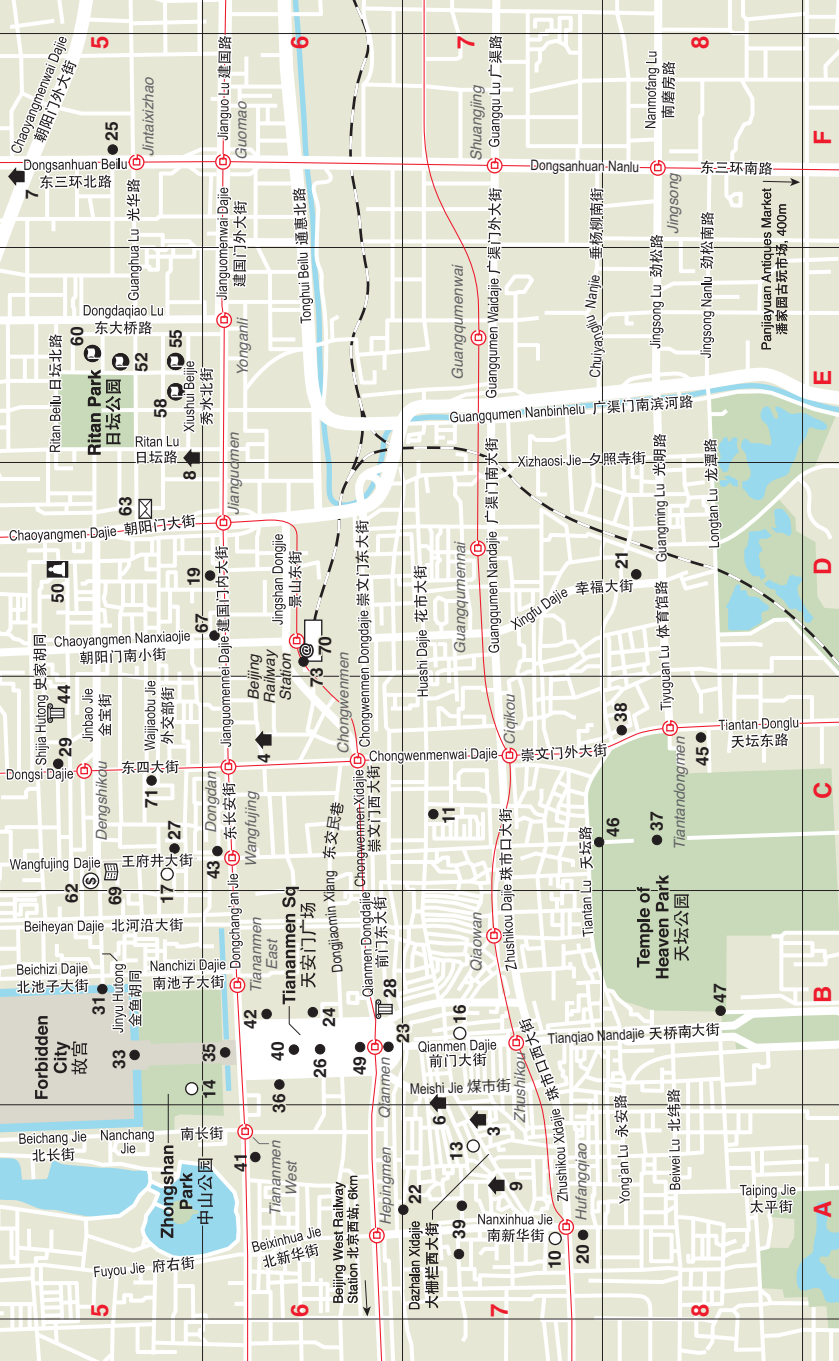 5
6
7
8
Chaoyangmenwai Dajie
朝阳门外大街
7
25
Jintaixizhao
Dongsanhuan Beilu
东三环北路
Guanghua Lu 光华路
Jianguo Lu 建国路
Guomao
Jianguomenwai Dajie
建国门外大街
Tonghui Beilu 通惠北路
Shuangjing
Guangqu Lu 广渠路
Nanmofang Lu
南磨房路
F
Dongsanhuan Nanlu
东三环南路
Jingsong
Panjiayuan Antiques Market
潘家园古玩市场, 400m
Dongdaqiao Lu
东大桥路
Ritan Beilu 日坛北路
Ritan Park
日坛公园
60
52
55
58
Xiushui Beijie
秀水北街
Yonganli
Ritan Lu
日坛路
8
Guangqumenwai
Guangqumen Waidajie 广渠门外大街
Chuiyangliu Nanjie 垂杨柳南街
Jingsong Lu 劲松路
Jingsong Nanlu 劲松南路
E
Guangqumen Nanbinhelu 广渠门南滨河路
Xizhaosi Jie 夕照寺街
Jianguomen
63
Chaoyangmen Dajie 朝阳门大街
50
19
67
建国门内大街
Jianguomennei Dajie
Chaoyangmen Nanxiaojie
朝阳门南小街
Jingshan Dongjie
景山东街
Beijing
Railway
Station
73
70
Chongwenmen Dongdajie 崇文门东大街
Huashi Dajie 花市大街
Guangqumennai
Guangqumen Nandajie 广渠门南大街
Xingfu Dajie 幸福大街
21
Guangming Lu 光明路
Longtan Lu 龙潭路
Tiyuguan Lu 体育馆路
D
Shijia Hutong 史家胡同
44
29
Jinbao Jie
金宝街
Waijiaobu Jie
外交部街
Dongsi Dajie
东四大街
Dengshikou
71
27
Dongdan
4
Chongwenmen
Chongwenmenwai Dajie 崇文门外大街
Ciqikou
38
Tiantan Donglu
天坛东路
45
Tiantandongmen
C
11
46
37
Wangfujing Dajie
王府井大街
62
69
17
43
东长安街
Wangfujing
Dongchang'an Jie
Dongjiaomin Xiang 东交民巷
Chongwenmen Xidajie
崇文门西大街
Zhushikou Dajie 珠市口大街
Tiantan Lu 天坛路
Temple of
Heaven Park
天坛公园
Qiaowan
Beiheyan Dajie 北河沿大街
Beichizi Dajie
北池子大街
31
Jinyu Hutong
金鱼胡同
Nanchizi Dajie
南池子大街
Tiananmen
East
Tiananmen Sq
天安门广场
Qianmen Dongdajie
前门东大街
28
42
24
40
26
49
23
16
Qianmen Dajie
前门大街
Tianqiao Nandajie 天桥南大街
47
B
Forbidden
City
故宫
33
35
14
36
Qianmen
Meishi Jie 煤市街
6
3
13
Zhushikou
珠市口西大街
Zhushikou Xidajie
Yong'an Lu 永安路
Beiwei Lu 北纬路
Beichang Jie
北长街
Nanchang
Jie
南长街
Zhongshan
Park
中山公园
41
Tiananmen
West
Hepingmen
22
9
39
Dazhalan Xidajie
大栅栏西大街
Nanxinhua Jie
南新华街
10
20
Hufangqiao
Taiping Jie
太平街
A
Beixinhua Jie
北新华街
Fuyou Jie 府右街
Beijing West Railway
Station 北京西站, 6km
5
6
7
8